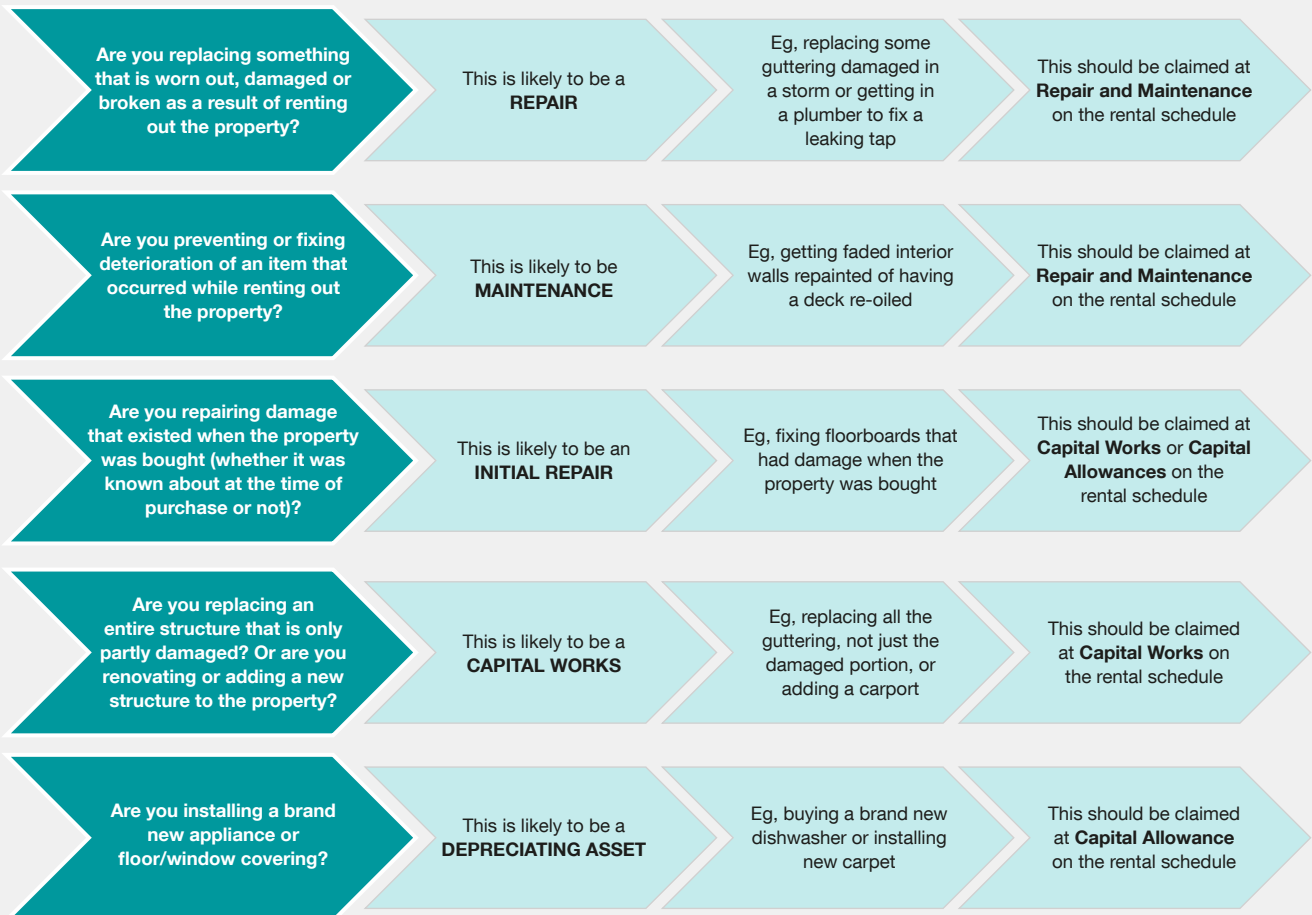 Are you replacing something
that is worn out, damaged or
broken as a result of renting
out the property?
This is likely to be a
REPAIR
Eg, replacing some
guttering damaged in
a storm or getting in
a plumber to fix a
leaking tap
This should be claimed at
Repair and Maintenance
on the rental schedule
Are you preventing or fixing
deterioration of an item that
occurred while renting out
the property?
This is likely to be
MAINTENANCE
Eg, getting faded interior
walls repainted of having
a deck re-oiled
This should be claimed at
Repair and Maintenance
on the rental schedule
Are you repairing damage
that existed when the property
was bought (whether it was
known about at the time of
purchase or not)?
This is likely to be an
INITIAL REPAIR
Eg, fixing floorboards that
had damage when the
property was bought
This should be claimed at
Capital Works or Capital
Allowances on the
rental schedule
Are you replacing an
entire structure that is only
partly damaged? Or are you
renovating or adding a new
structure to the property?
This is likely to be a
CAPITAL WORKS
Eg, replacing all the
guttering, not just the
damaged portion, or
adding a carport
This should be claimed
at Capital Works on
the rental schedule
Are you installing a brand
new appliance or
floor/window covering?
This is likely to be a
DEPRECIATING ASSET
Eg, buying a brand new
dishwasher or installing
new carpet
This should be claimed
at Capital Allowance
on the rental schedule